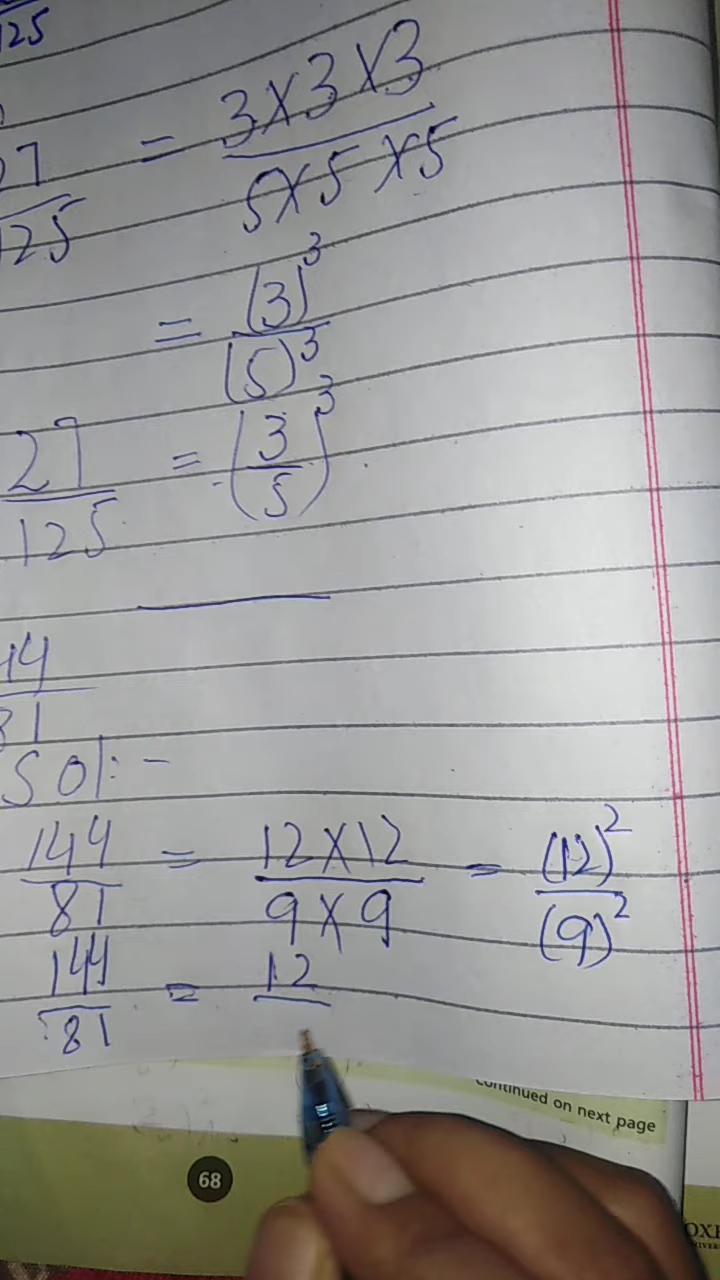 125
27/125 = 3×3×3/5×5×5
= (3)³/(5)³
27/125 = (3/5)³
144/81
Sol:-
144/81 = 12×12/9×9 = (12)²/(9)²
144/81 = 12/
continued on next page
68